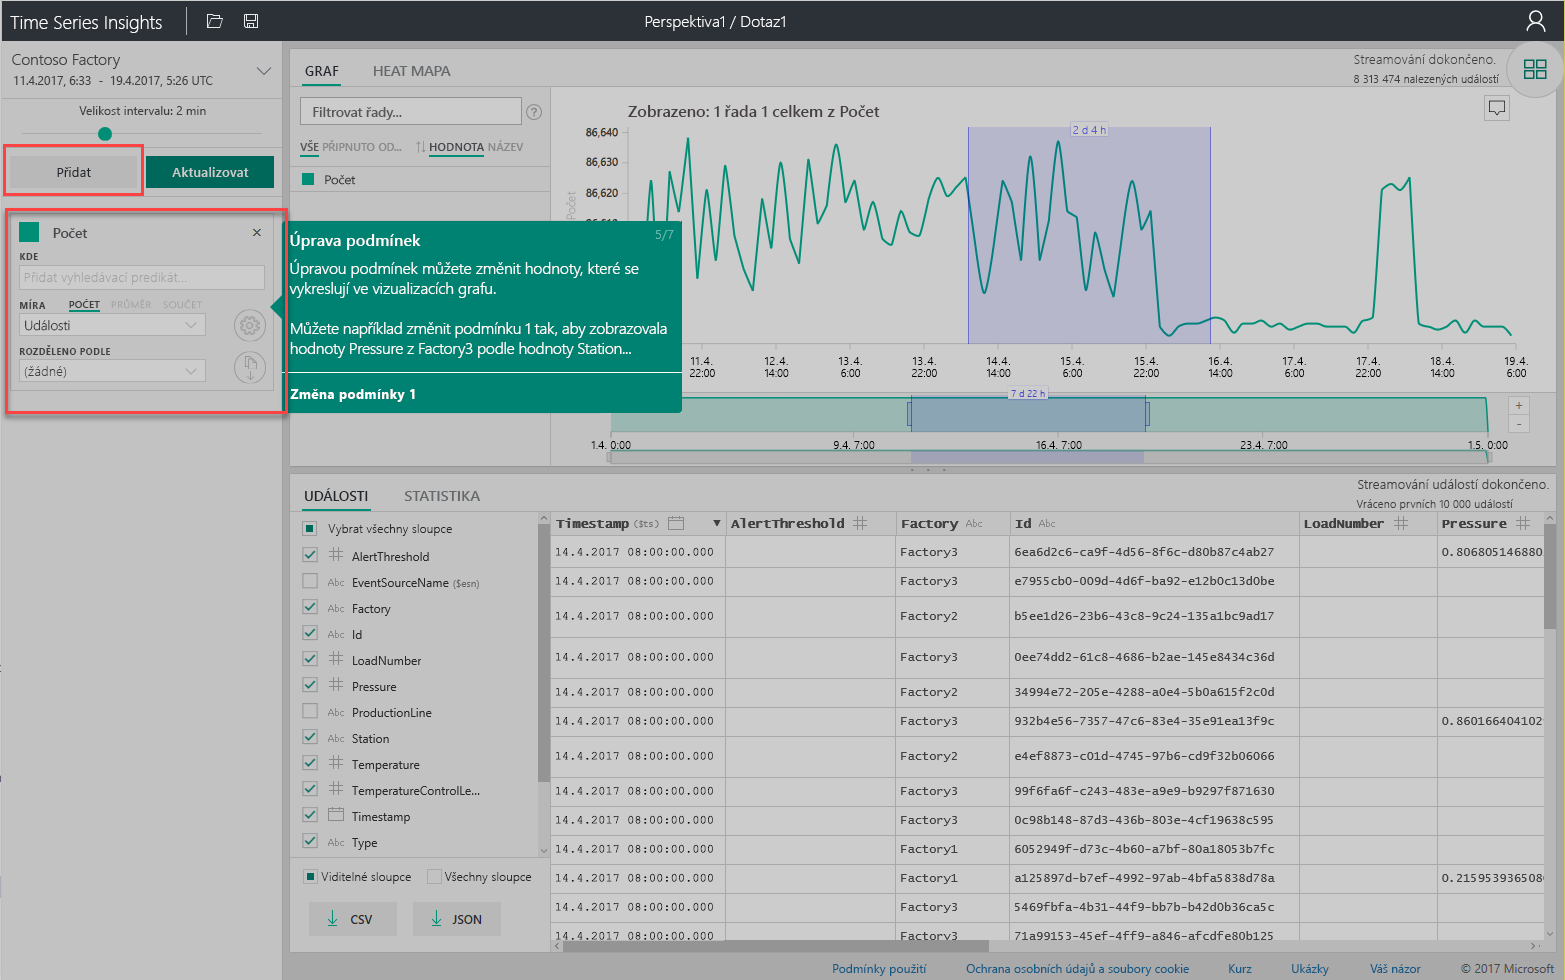 Time Series Insights
Perspektiva1 / Dotaz1
Contoso Factory
11.4.2017, 6:33 - 19.4.2017, 5:26 UTC
Velikost intervalu: 2 min
Přidat
Aktualizovat
Počet
KDE
Přidat vyhledávací predikát...
MÍRA POČET PRŮMĚR SOUČET
Události
ROZDĚLENO PODLE
(žádné)
GRAF HEAT MAPA
Streamování dokončeno.
8 313 474 nalezených událostí
Filtrovat řady...
VŠE PŘIPNUTO OD... HODNOTA NÁZEV
Počet
Zobrazeno: 1 řada 1 celkem z Počet
2 d 4 h
Počet
86,640
86,630
86,620
Úprava podmínek
5/7
Úpravou podmínek můžete změnit hodnoty, které se
vykreslují ve vizualizacích grafu.
Můžete například změnit podmínku 1 tak, aby zobrazovala
hodnoty Pressure z Factory3 podle hodnoty Station...
Změna podmínky 1
11.4. 12.4. 13.4. 13.4. 14.4. 15.4. 15.4. 16.4. 17.4. 17.4. 18.4. 19.4.
22:00 14:00 6:00 22:00 14:00 6:00 22:00 14:00 6:00 22:00 14:00 6:00
7 d 22 h
+
-
1.4. 0:00 9.4. 7:00 16.4. 7:00 23.4. 7:00 1.5. 0:00
UDÁLOSTI STATISTIKA
Streamování událostí dokončeno.
Vráceno prvních 10 000 událostí
Vybrat všechny sloupce
AlertThreshold
Abc EventSourceName ($esn)
Abc Factory
Abc Id
LoadNumber
Pressure
Abc ProductionLine
Abc Station
Temperature
TemperatureControlLe...
Timestamp
Abc Type
Viditelné sloupce Všechny sloupce
CSV JSON
Timestamp ($ts) AlertThreshold Factory Abc Id Abc LoadNumber Pressure
14.4.2017 08:00:00.000 Factory3 6ea6d2c6-ca9f-4d56-8f6c-d80b87c4ab27 0.806805146880
14.4.2017 08:00:00.000 Factory3 e7955cb0-009d-4d6f-ba92-e12b0c13d0be
14.4.2017 08:00:00.000 Factory2 b5ee1d26-23b6-43c8-9c24-135a1bc9ad17
14.4.2017 08:00:00.000 Factory3 0ee74dd2-61c8-4686-b2ae-145e8434c36d
14.4.2017 08:00:00.000 Factory2 34994e72-205e-4288-a0e4-5b0a615f2c0d
14.4.2017 08:00:00.000 Factory3 932b4e56-7357-47c6-83e4-35e91ea13f9c 0.860166404102
14.4.2017 08:00:00.000 Factory2 e4ef8873-c01d-4745-97b6-cd9f32b06066
14.4.2017 08:00:00.000 Factory3 99f6fa6f-c243-483e-a9e9-b9297f871630
14.4.2017 08:00:00.000 Factory3 0c98b148-87d3-436b-803e-4cf19638c595
14.4.2017 08:00:00.000 Factory1 6052949f-d73c-4b60-a7bf-80a18053b7fc
14.4.2017 08:00:00.000 Factory1 a125897d-b7ef-4992-97ab-4bfa5838d78a 0.215953936508
14.4.2017 08:00:00.000 Factory3 5469fbfa-4b31-44f9-bb7b-b42d0b36ca5c
14.4.2017 08:00:00.000 Factory3 71a99153-45ef-4ff9-a846-afcdfe80b125
Podmínky použití Ochrana osobních údajů a soubory cookie Kurz Ukázky Váš názor © 2017 Microsoft